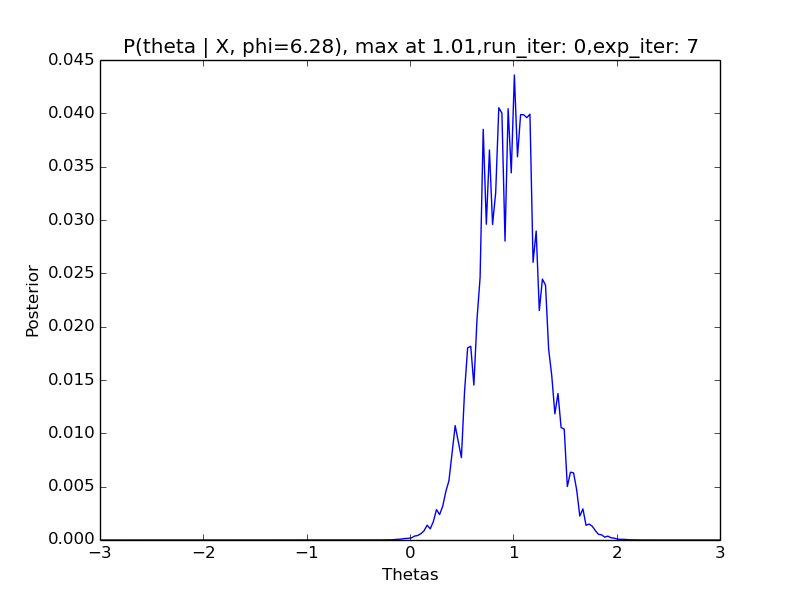 P(theta | X, phi=6.28), max at 1.01,run_iter: 0,exp_iter: 7
0.045
0.040
0.035
0.030
0.025
0.020
0.015
0.010
0.005
0.000
Posterior
−3 −2 −1 0 1 2 3
Thetas